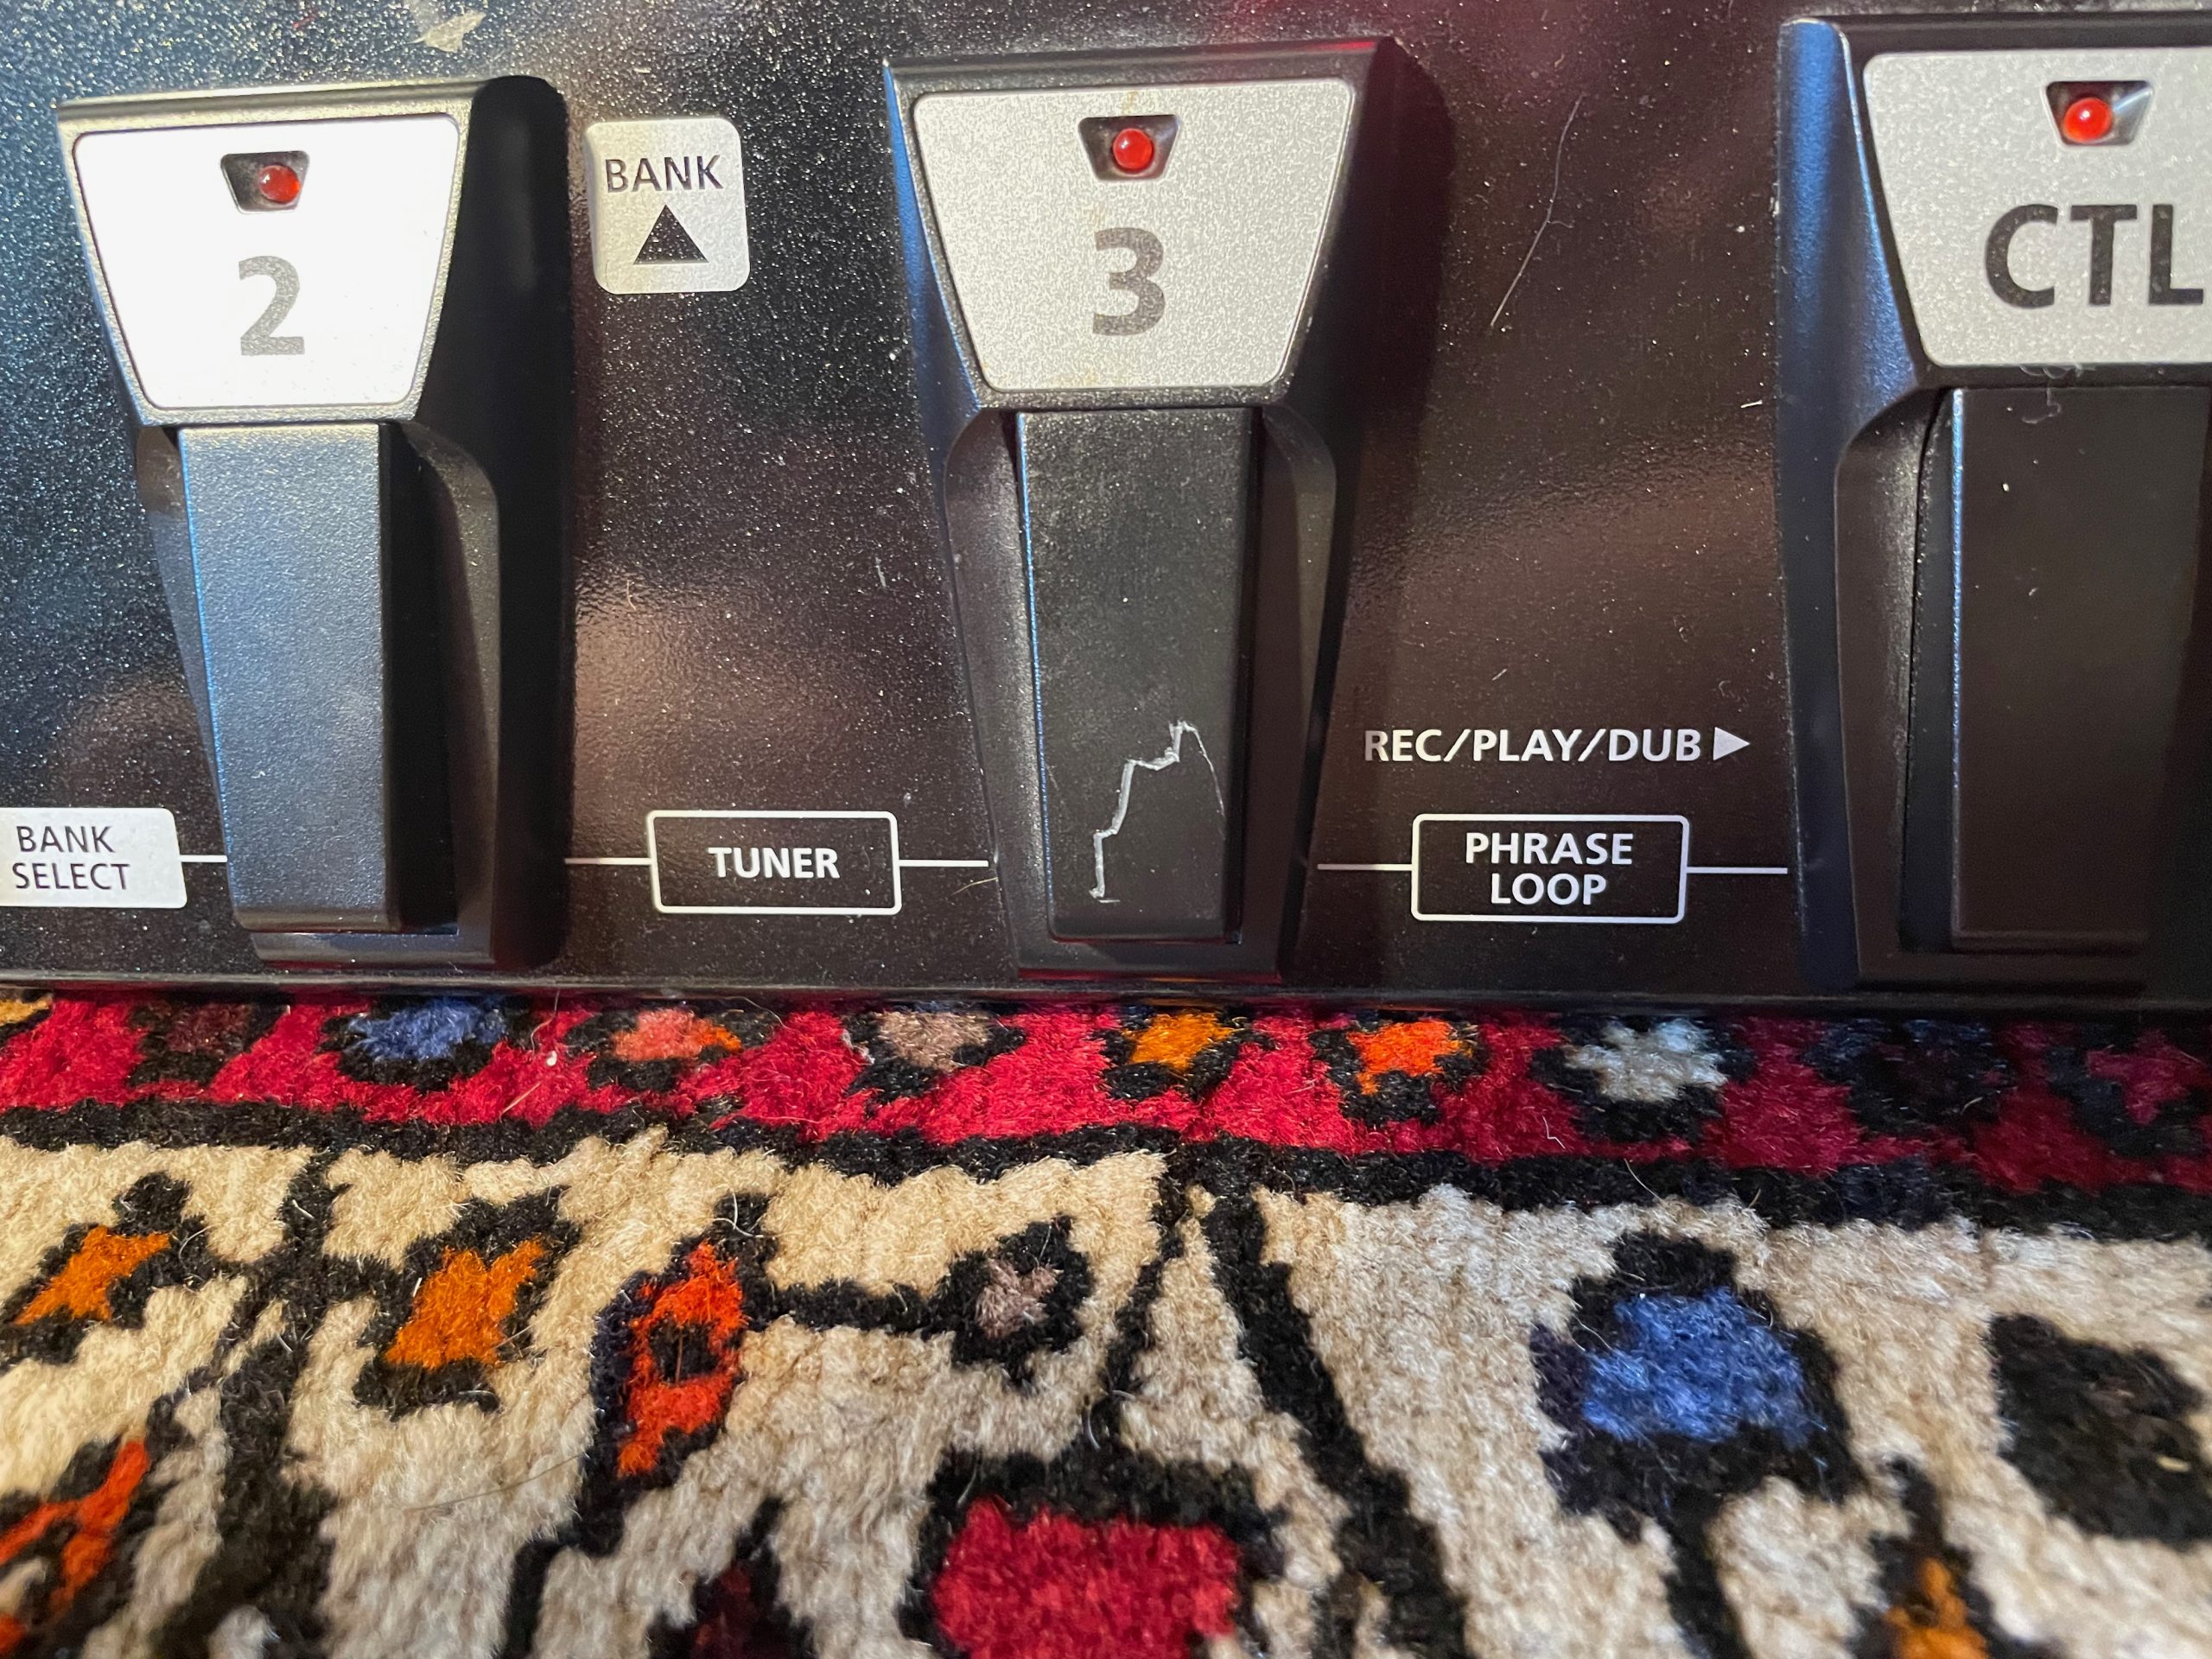 2
BANK
▲
3
CTL
REC/PLAY/DUB ▶
BANK
SELECT
TUNER
PHRASE
LOOP